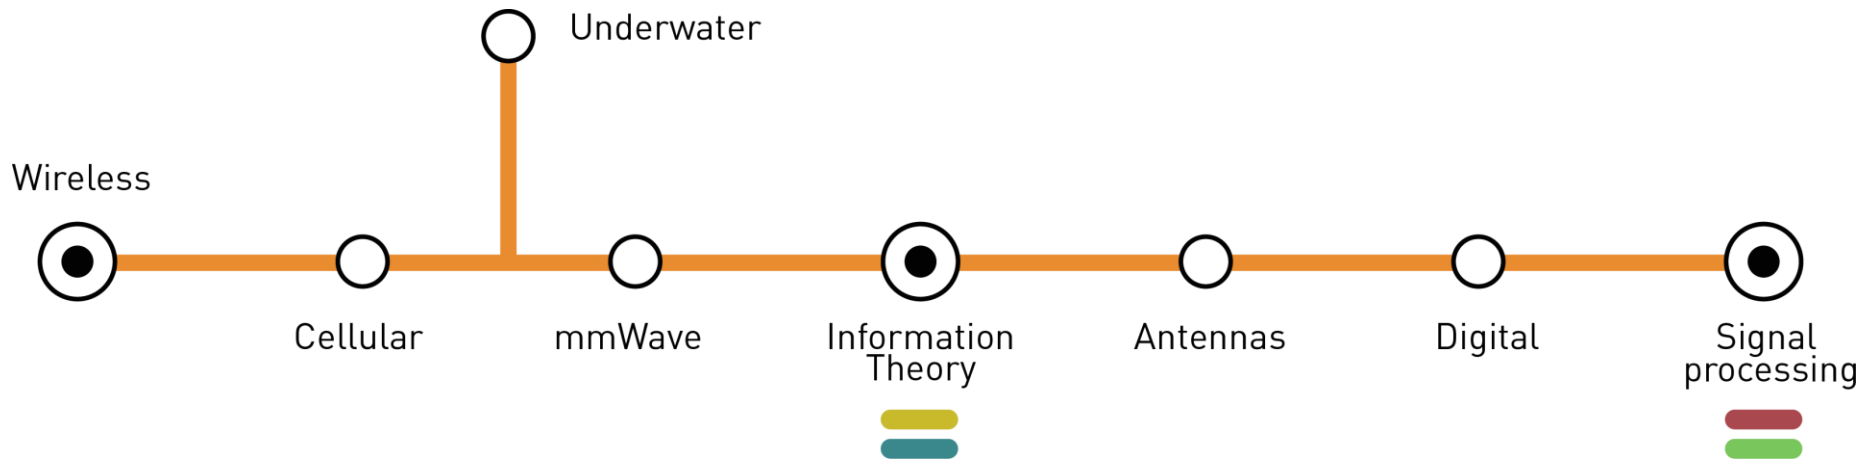 Underwater
Wireless
Cellular
mmWave
Information
Theory
Antennas
Digital
Signal
processing